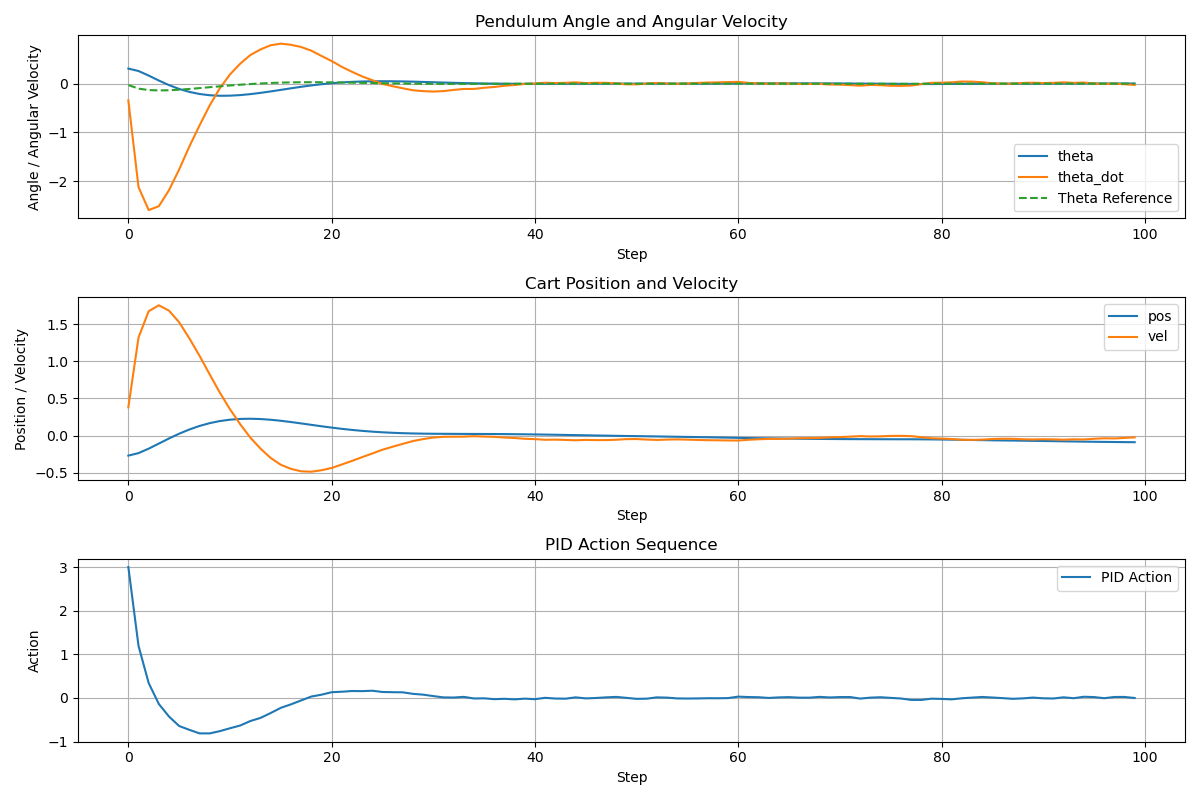 Pendulum Angle and Angular Velocity
Angle / Angular Velocity
0
−1
−2
theta
theta_dot
Theta Reference
0 20 40 60 80 100
Step
Cart Position and Velocity
Position / Velocity
1.5
1.0
0.5
0.0
−0.5
pos
vel
0 20 40 60 80 100
Step
PID Action Sequence
Action
3
2
1
0
−1
PID Action
0 20 40 60 80 100
Step